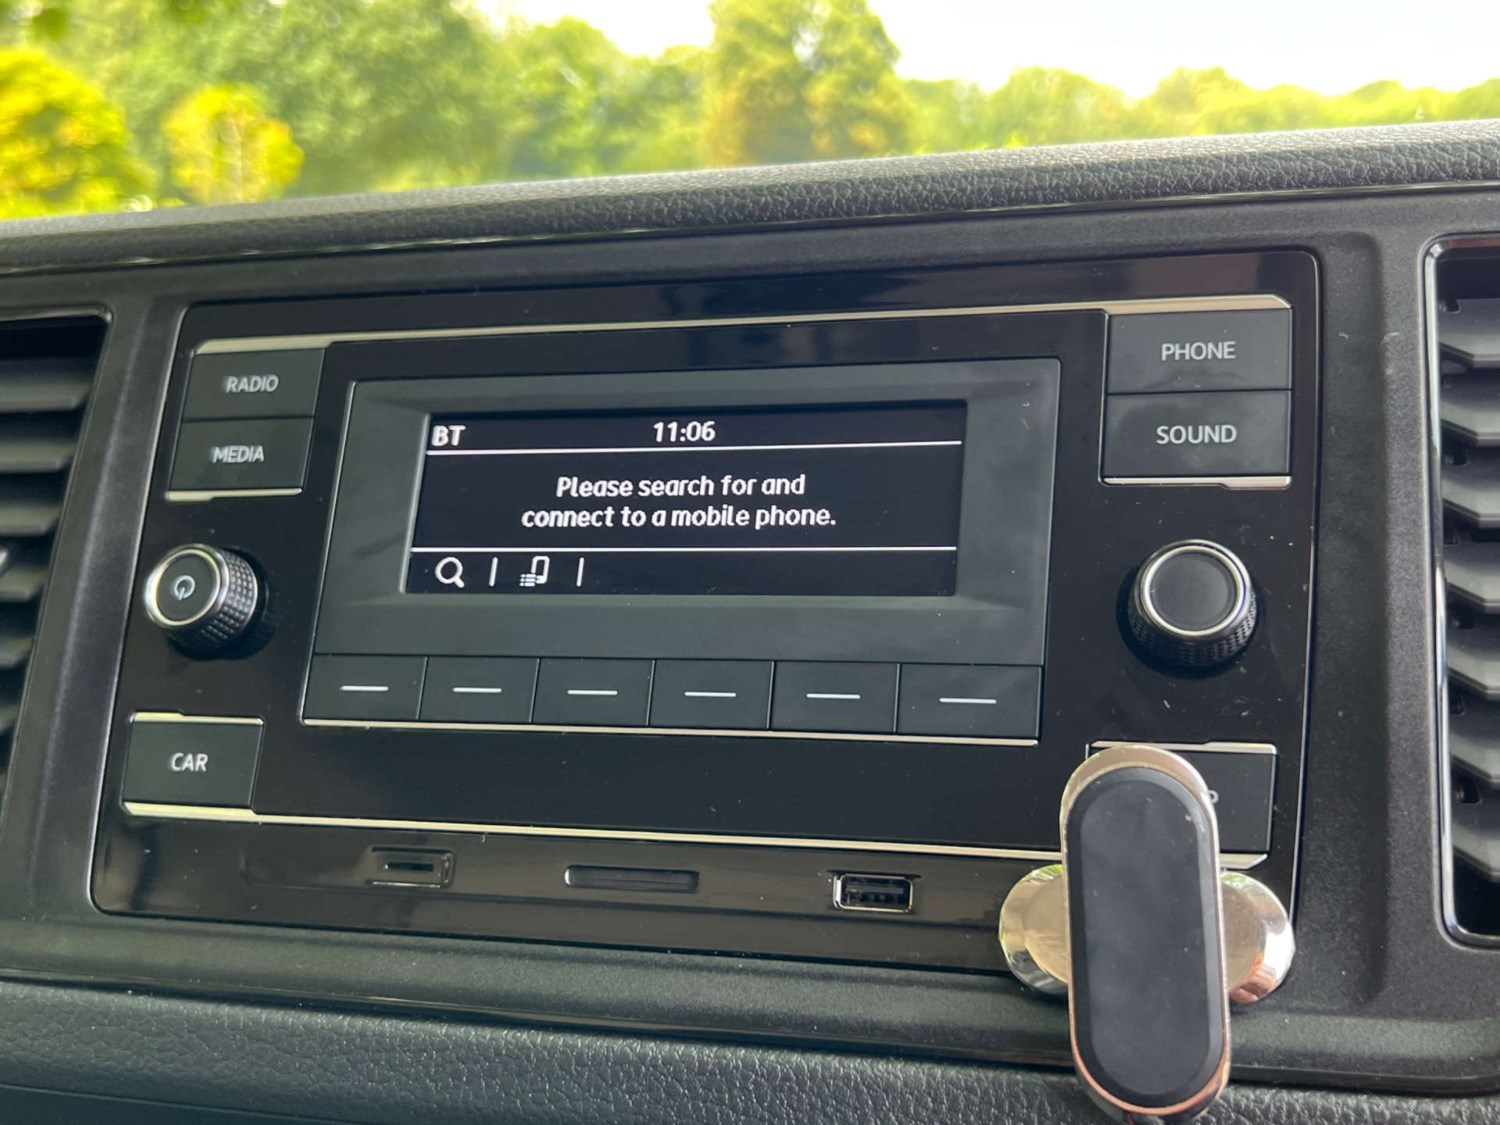 RADIO
MEDIA
PHONE
SOUND
BT 11:06
Please search for and
connect to a mobile phone.
CAR